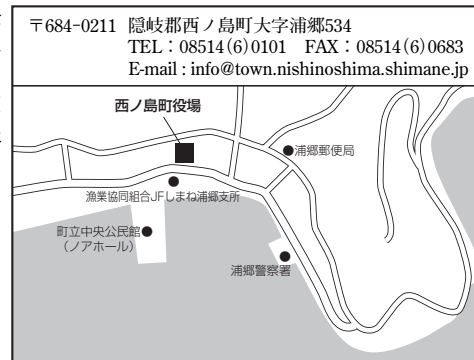 〒684-0211 隠岐郡西ノ島町大字浦郷534
TEL：08514(6)0101 FAX：08514(6)0683
E-mail : info@town.nishinoshima.shimane.jp
西ノ島町役場
浦郷郵便局
漁業協同組合JFしまね浦郷支所
町立中央公民館
（ノアホール）
浦郷警察署